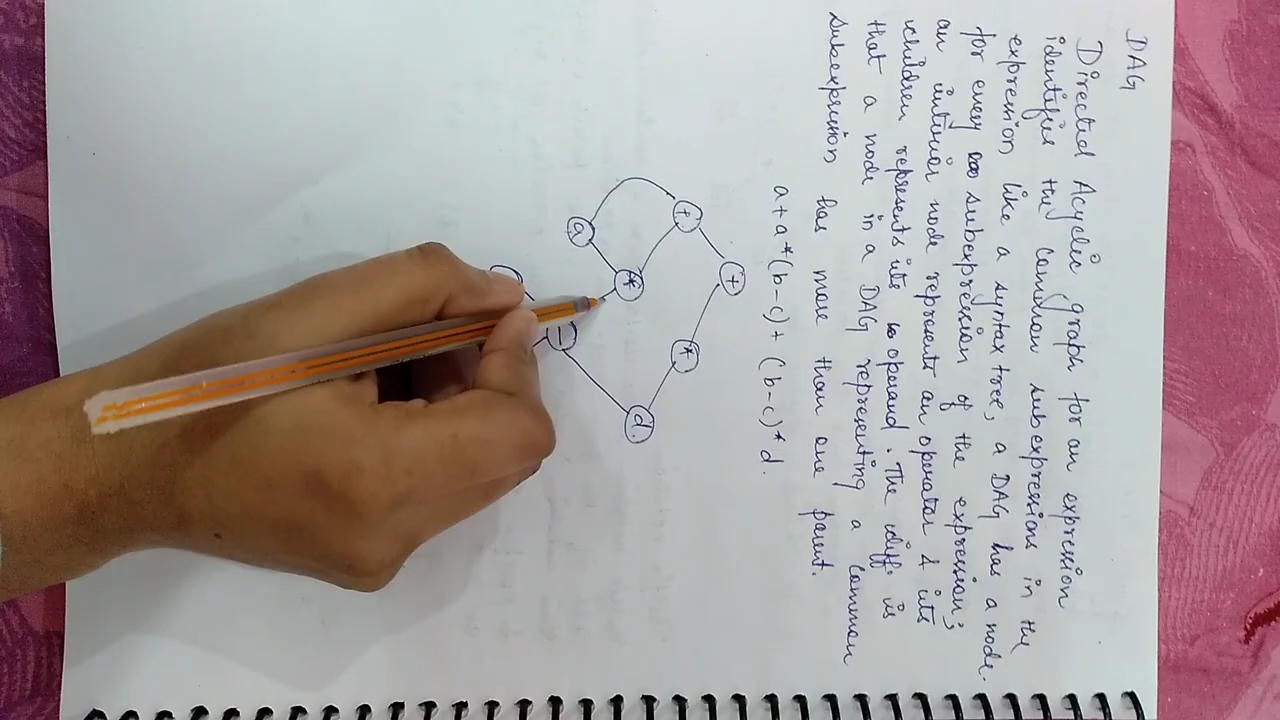 DAG
Directed Acyclic graph for an expression
identifies the common subexpressions in the
expression like a syntax tree, a DAG has a node
for every subexpression of the expression;
an interior node represents an operator & its
children represents its operand. The diff. is
that a node in a DAG representing a common
subexpression has more than one parent.
a+a*(b-c)+(b-c)*d.
+
+ *
a * d
-